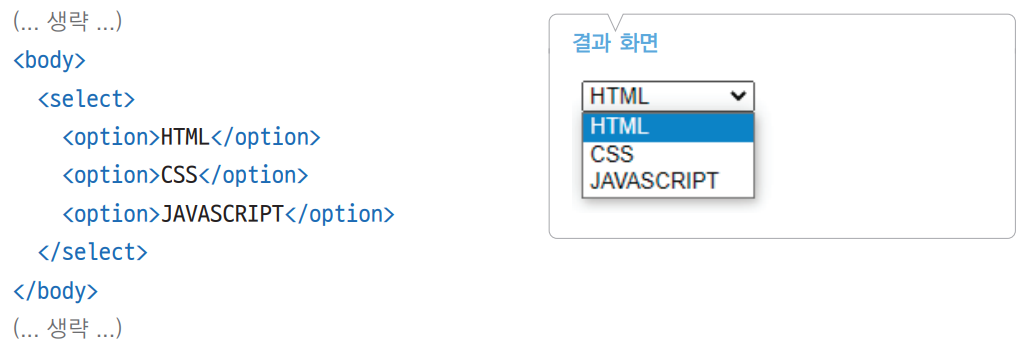 (... 생략 ...)
<body>
<select>
<option>HTML</option>
<option>CSS</option>
<option>JAVASCRIPT</option>
</select>
</body>
(... 생략 ...)
결과 화면
HTML
HTML
CSS
JAVASCRIPT